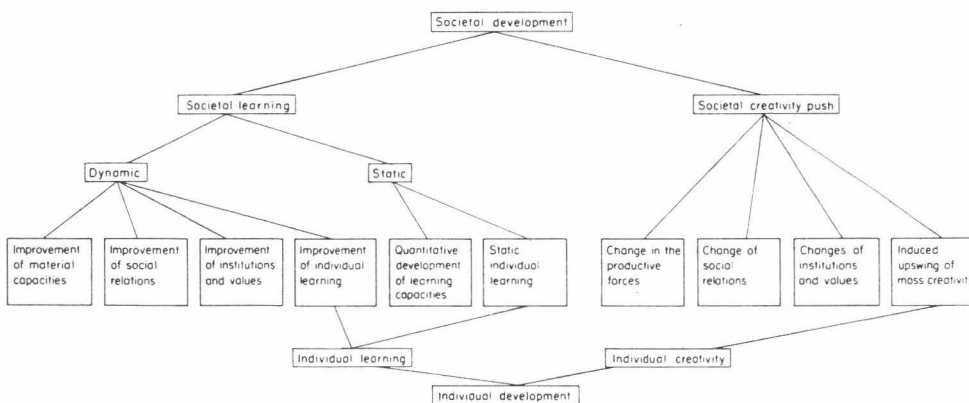 Societal development
Societal learning
Societal creativity push
Dynamic
Static
Improvement
of material
capacities
Improvement
of social
relations
Improvement
of institutions
and values
Improvement
of individual
learning
Quantitative
development
of learning
capacities
Static
individual
learning
Change in the
productive
forces
Change of
social
relations
Changes of
institutions
and values
Induced
upswing of
mass creativit
Individual learning
Individual creativity
Individual development